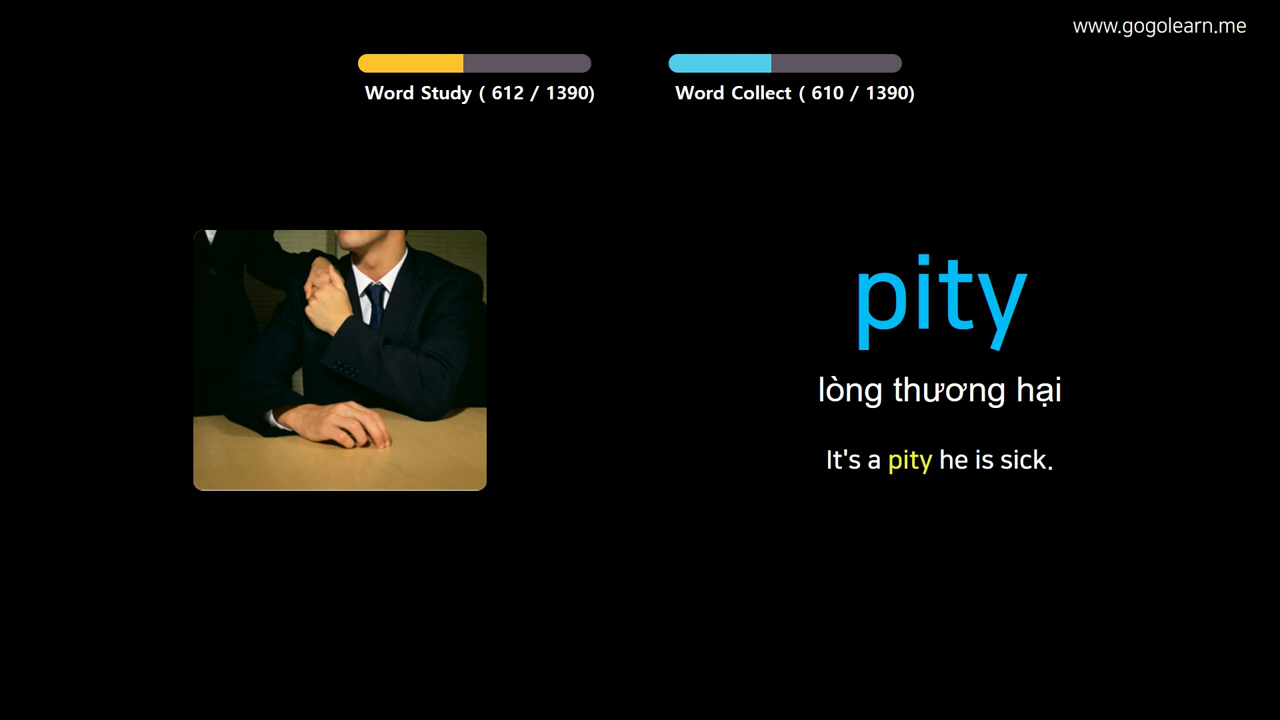 www.gogolearn.me
Word Study ( 612 / 1390)
Word Collect ( 610 / 1390)
pity
lòng thương hại
It's a pity he is sick.